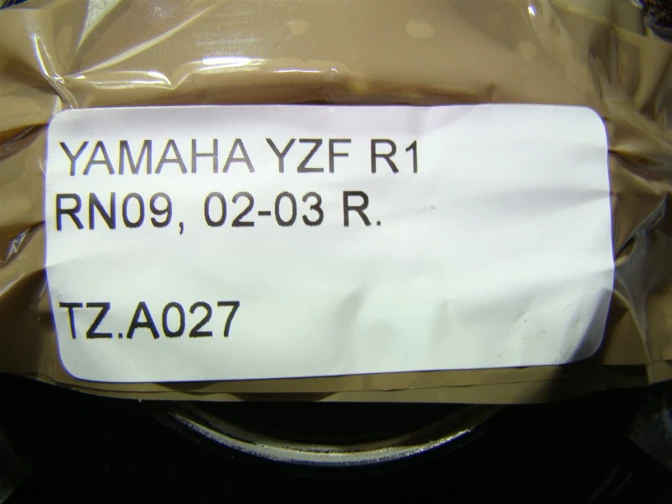 YAMAHA YZF R1
RN09, 02-03 R.
TZ.A027